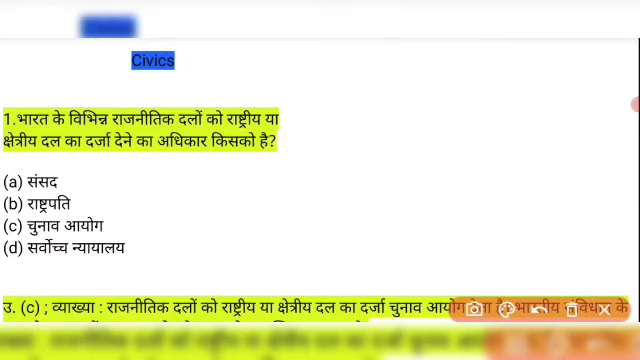 Civics
1.भारत के विभिन्न राजनीतिक दलों को राष्ट्रीय या
क्षेत्रीय दल का दर्जा देने का अधिकार किसको है?
(a) संसद
(b) राष्ट्रपति
(c) चुनाव आयोग
(d) सर्वोच्च न्यायालय
उ. (c) ; व्याख्या : राजनीतिक दलों को राष्ट्रीय या क्षेत्रीय दल का दर्जा चुनाव आयोग के